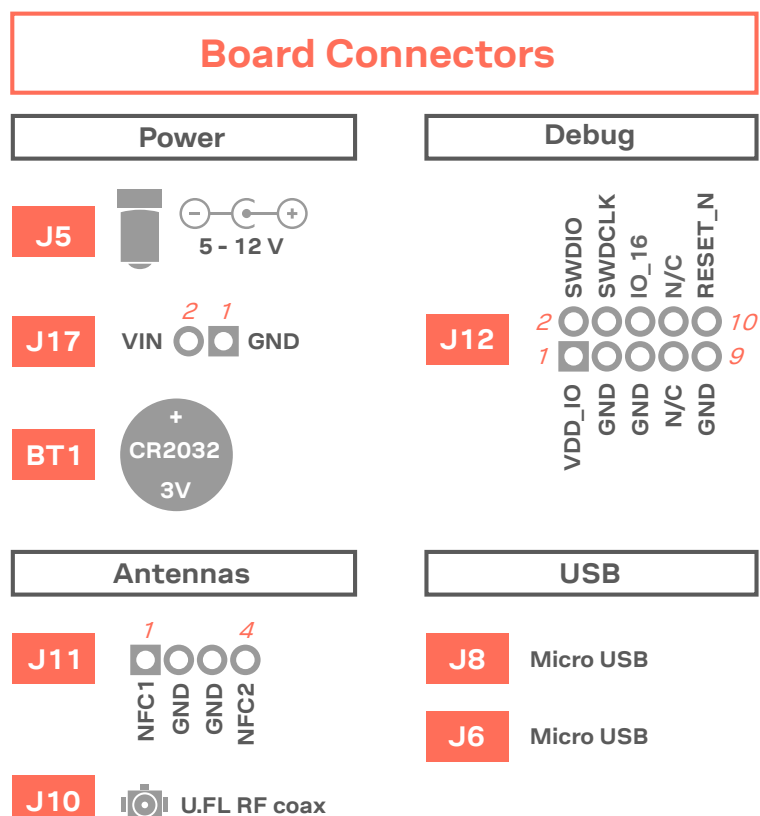 Board Connectors
Power
J5
5 - 12 V
J17
2 1
VIN
GND
BT1
+
CR2032
3V
Debug
SWDIO
SWDCLK
IO_16
N/C
RESET_N
J12
2
10
1
9
VDD_IO
GND
GND
N/C
GND
Antennas
J11
1
4
NFC1
GND
GND
NFC2
J10
U.FL RF coax
USB
J8
Micro USB
J6
Micro USB